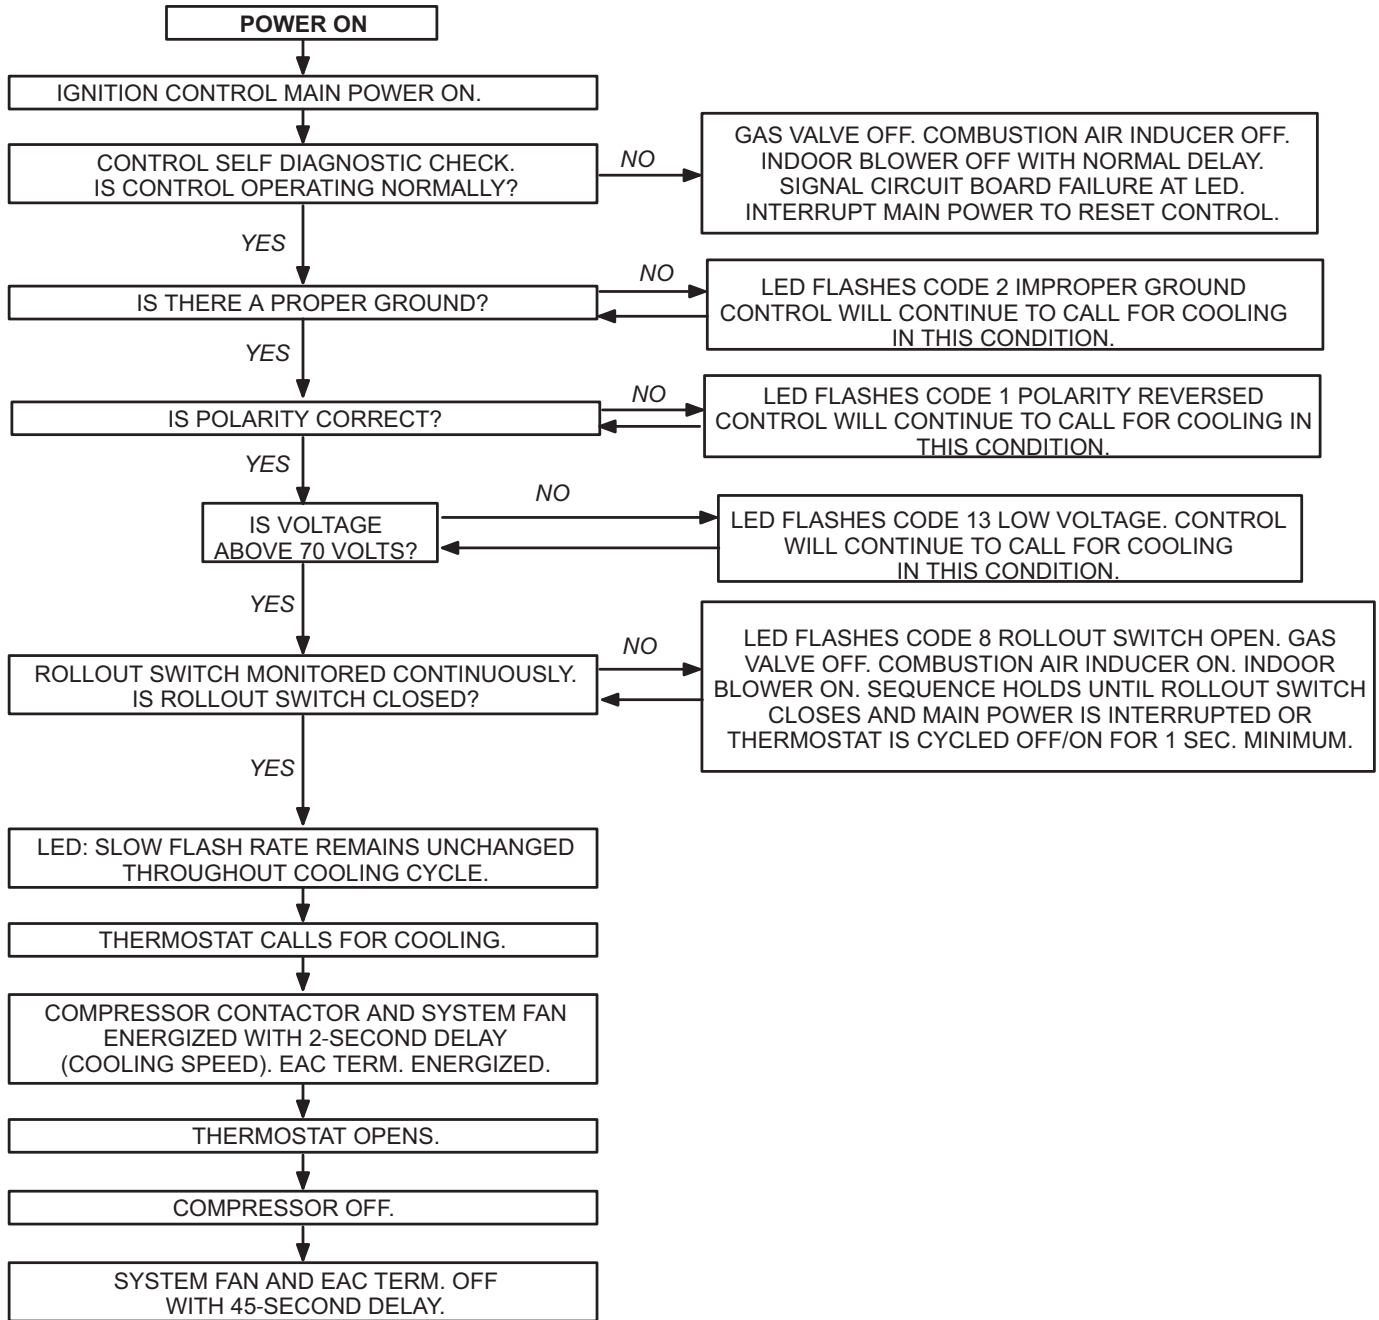 POWER ON
IGNITION CONTROL MAIN POWER ON.
CONTROL SELF DIAGNOSTIC CHECK.
IS CONTROL OPERATING NORMALLY?
NO
GAS VALVE OFF. COMBUSTION AIR INDUCER OFF.
INDOOR BLOWER OFF WITH NORMAL DELAY.
SIGNAL CIRCUIT BOARD FAILURE AT LED.
INTERRUPT MAIN POWER TO RESET CONTROL.
YES
IS THERE A PROPER GROUND?
NO
LED FLASHES CODE 2 IMPROPER GROUND
CONTROL WILL CONTINUE TO CALL FOR COOLING
IN THIS CONDITION.
YES
IS POLARITY CORRECT?
NO
LED FLASHES CODE 1 POLARITY REVERSED
CONTROL WILL CONTINUE TO CALL FOR COOLING IN
THIS CONDITION.
YES
IS VOLTAGE
ABOVE 70 VOLTS?
NO
LED FLASHES CODE 13 LOW VOLTAGE. CONTROL
WILL CONTINUE TO CALL FOR COOLING
IN THIS CONDITION.
YES
ROLLOUT SWITCH MONITORED CONTINUOUSLY.
IS ROLLOUT SWITCH CLOSED?
NO
LED FLASHES CODE 8 ROLLOUT SWITCH OPEN. GAS
VALVE OFF. COMBUSTION AIR INDUCER ON. INDOOR
BLOWER ON. SEQUENCE HOLDS UNTIL ROLLOUT SWITCH
CLOSES AND MAIN POWER IS INTERRUPTED OR
THERMOSTAT IS CYCLED OFF/ON FOR 1 SEC. MINIMUM.
YES
LED: SLOW FLASH RATE REMAINS UNCHANGED
THROUGHOUT COOLING CYCLE.
THERMOSTAT CALLS FOR COOLING.
COMPRESSOR CONTACTOR AND SYSTEM FAN
ENERGIZED WITH 2-SECOND DELAY
(COOLING SPEED). EAC TERM. ENERGIZED.
THERMOSTAT OPENS.
COMPRESSOR OFF.
SYSTEM FAN AND EAC TERM. OFF
WITH 45-SECOND DELAY.